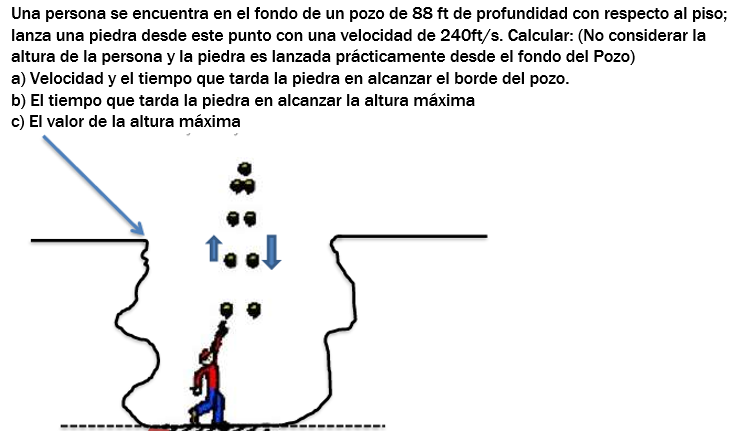 Una persona se encuentra en el fondo de un pozo de 88 ft de profundidad con respecto al piso;
lanza una piedra desde este punto con una velocidad de 240ft/s. Calcular: (No considerar la
altura de la persona y la piedra es lanzada prácticamente desde el fondo del Pozo)
a) Velocidad y el tiempo que tarda la piedra en alcanzar el borde del pozo.
b) El tiempo que tarda la piedra en alcanzar la altura máxima
c) El valor de la altura máxima